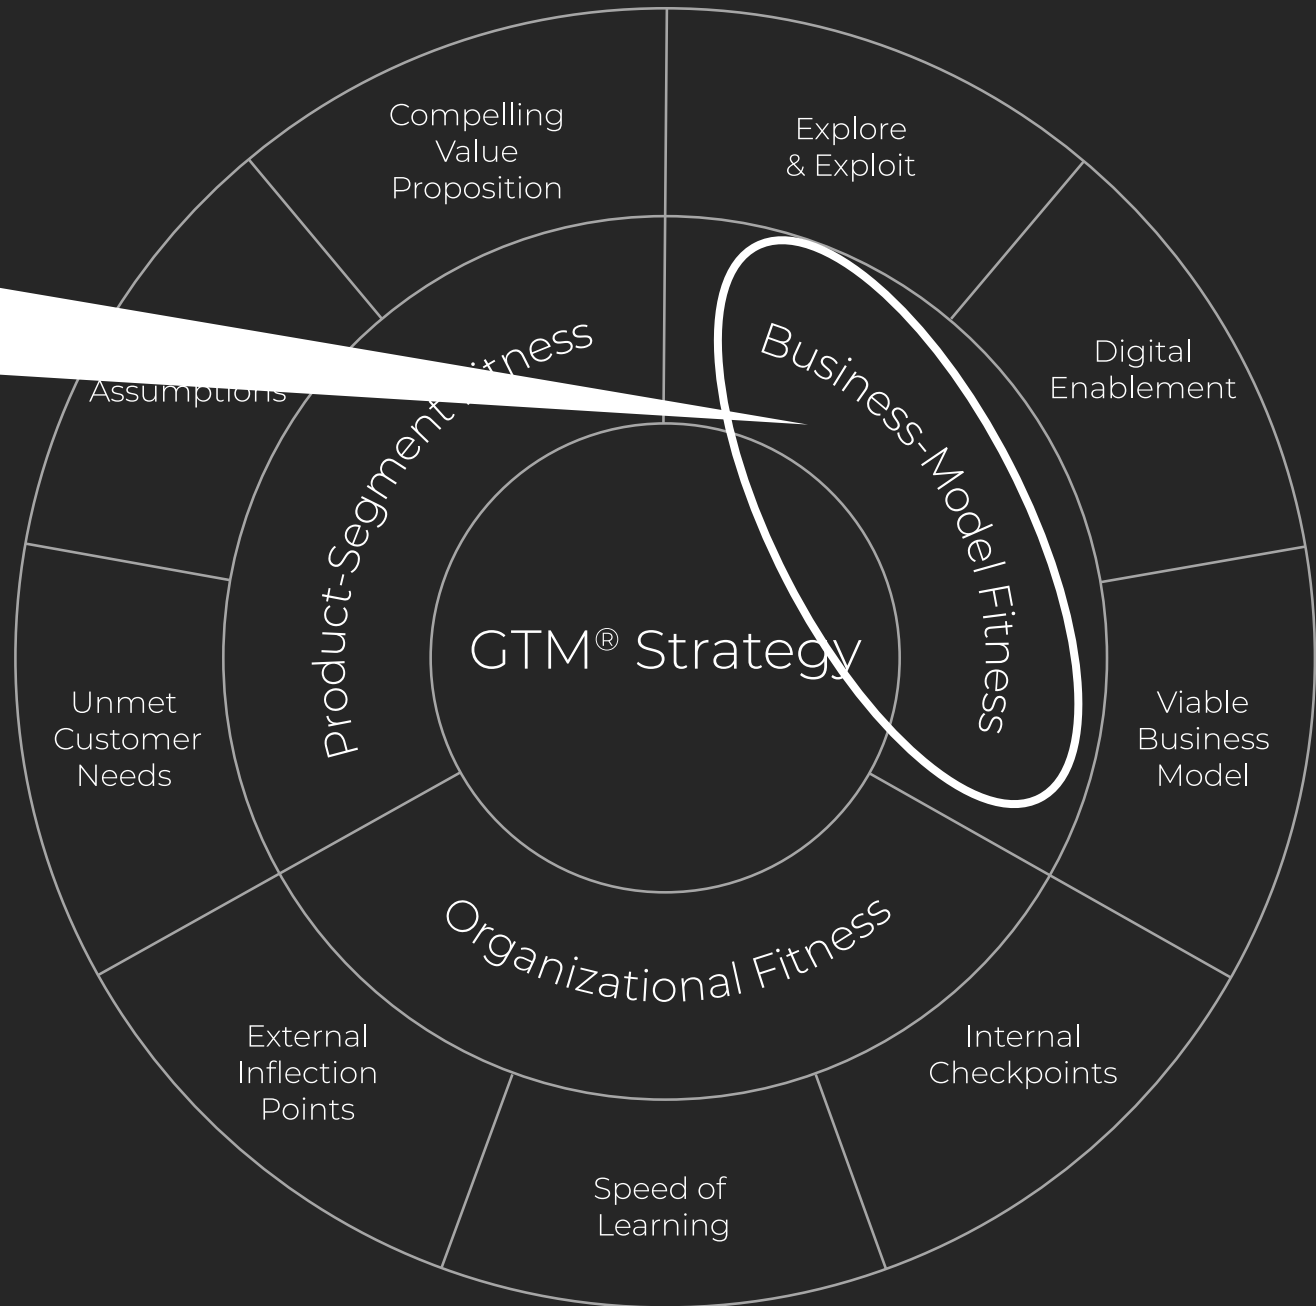 Compelling
Value
Proposition
Explore
& Exploit
Digital
Enablement
Viable
Business
Model
Internal
Checkpoints
Speed of
Learning
External
Inflection
Points
Unmet
Customer
Needs
Assumptions
Product-Segment Fitness
Business-Model Fitness
Organizational Fitness
GTM® Strategy